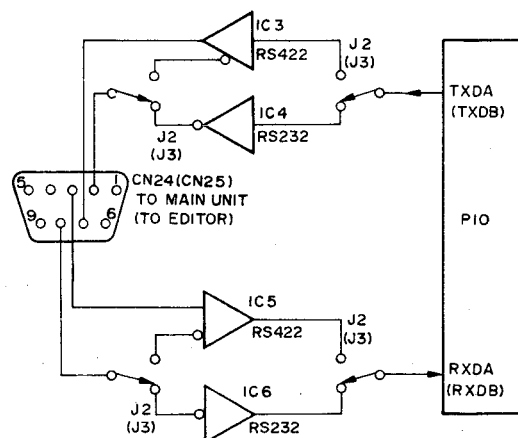 IC3
RS422
J2
(J3)
TXDA
(TXDB)
IC4
RS232
J2
(J3)
5
1
CN24(CN25)
TO MAIN UNIT
(TO EDITOR)
9
6
PIO
IC5
RS422
J2
(J3)
RXDA
(RXDB)
J2
(J3)
IC6
RS232